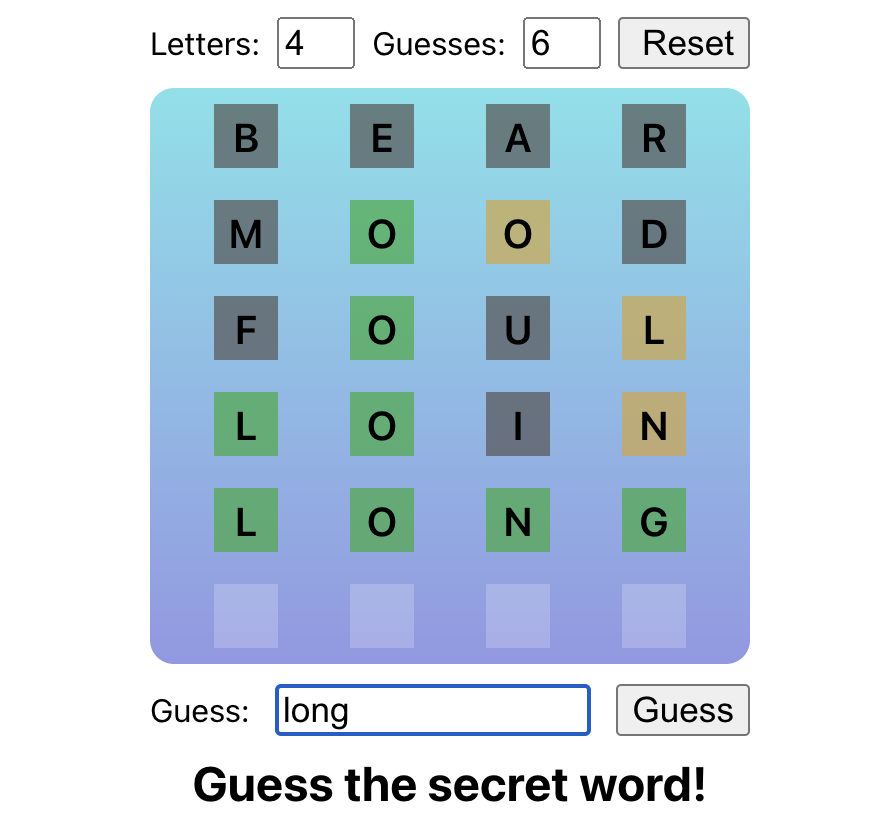 Letters: 4 Guesses: 6 Reset
B E A R
M O O D
F O U L
L O I N
L O N G
Guess: long Guess
Guess the secret word!